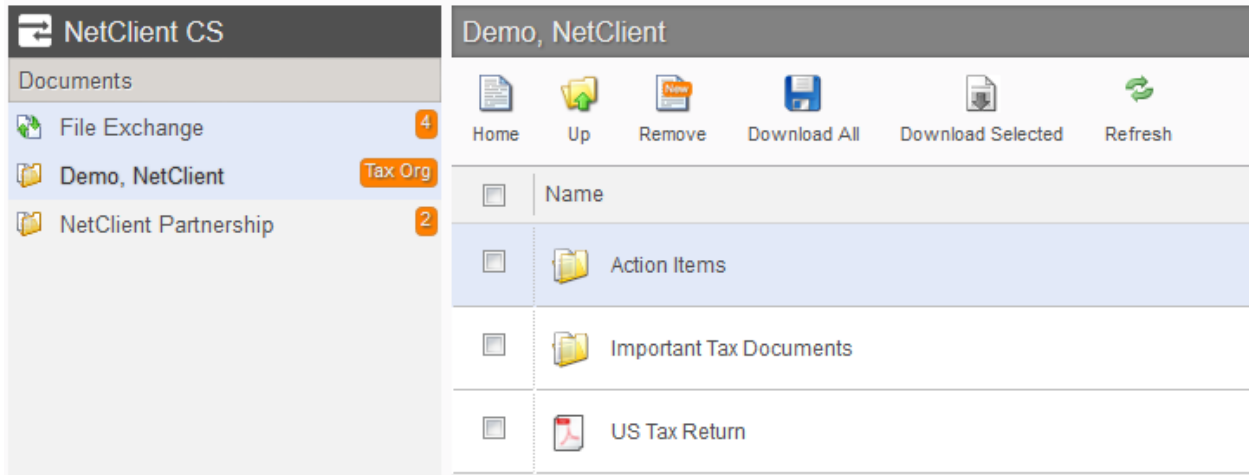 NetClient CS
Documents
File Exchange 4
Demo, NetClient Tax Org
NetClient Partnership 2
Demo, NetClient
New
Home Up Remove Download All Download Selected Refresh
Name
Action Items
Important Tax Documents
US Tax Return